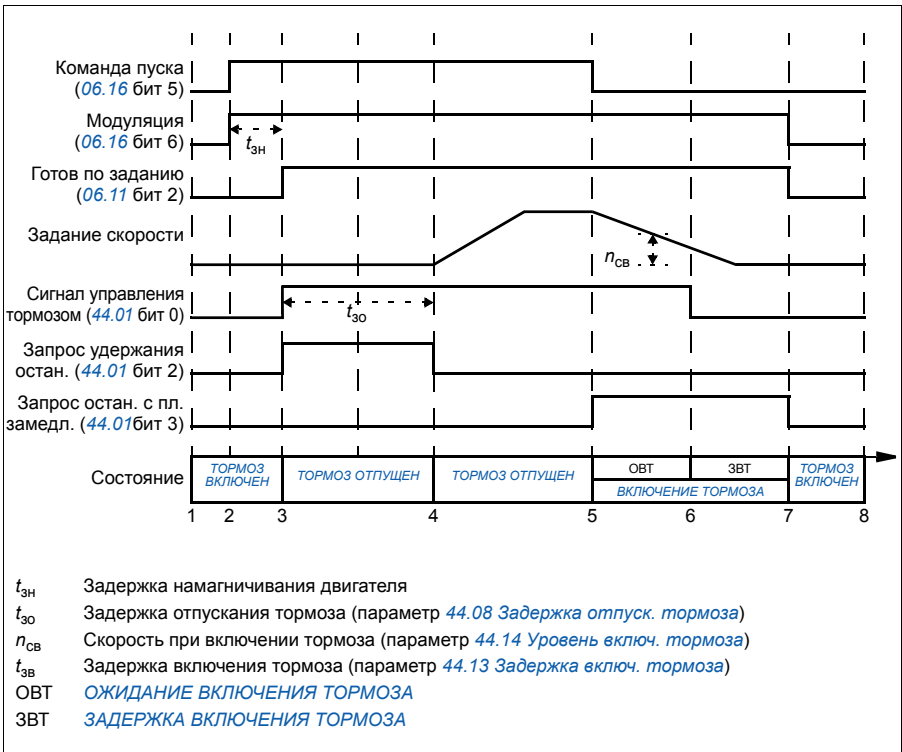 Команда пуска
(06.16 бит 5)
Модуляция
(06.16 бит 6)
tзн
Готов по заданию
(06.11 бит 2)
Задание скорости
nсв
Сигнал управления
тормозом (44.01 бит 0)
tзо
Запрос удержания
остан. (44.01 бит 2)
Запрос остан. с пл.
замедл. (44.01бит 3)
Состояние
ТОРМОЗ
ВКЛЮЧЕН
ТОРМОЗ ОТПУЩЕН
ТОРМОЗ ОТПУЩЕН
ОВТ
ЗВТ
ВКЛЮЧЕНИЕ ТОРМОЗА
ТОРМОЗ
ВКЛЮЧЕН
1 2 3 4 5 6 7 8
tзн Задержка намагничивания двигателя
tзо Задержка отпускания тормоза (параметр 44.08 Задержка отпуск. тормоза)
nсв Скорость при включении тормоза (параметр 44.14 Уровень включ. тормоза)
tзв Задержка включения тормоза (параметр 44.13 Задержка включ. тормоза)
ОВТ ОЖИДАНИЕ ВКЛЮЧЕНИЯ ТОРМОЗА
ЗВТ ЗАДЕРЖКА ВКЛЮЧЕНИЯ ТОРМОЗА